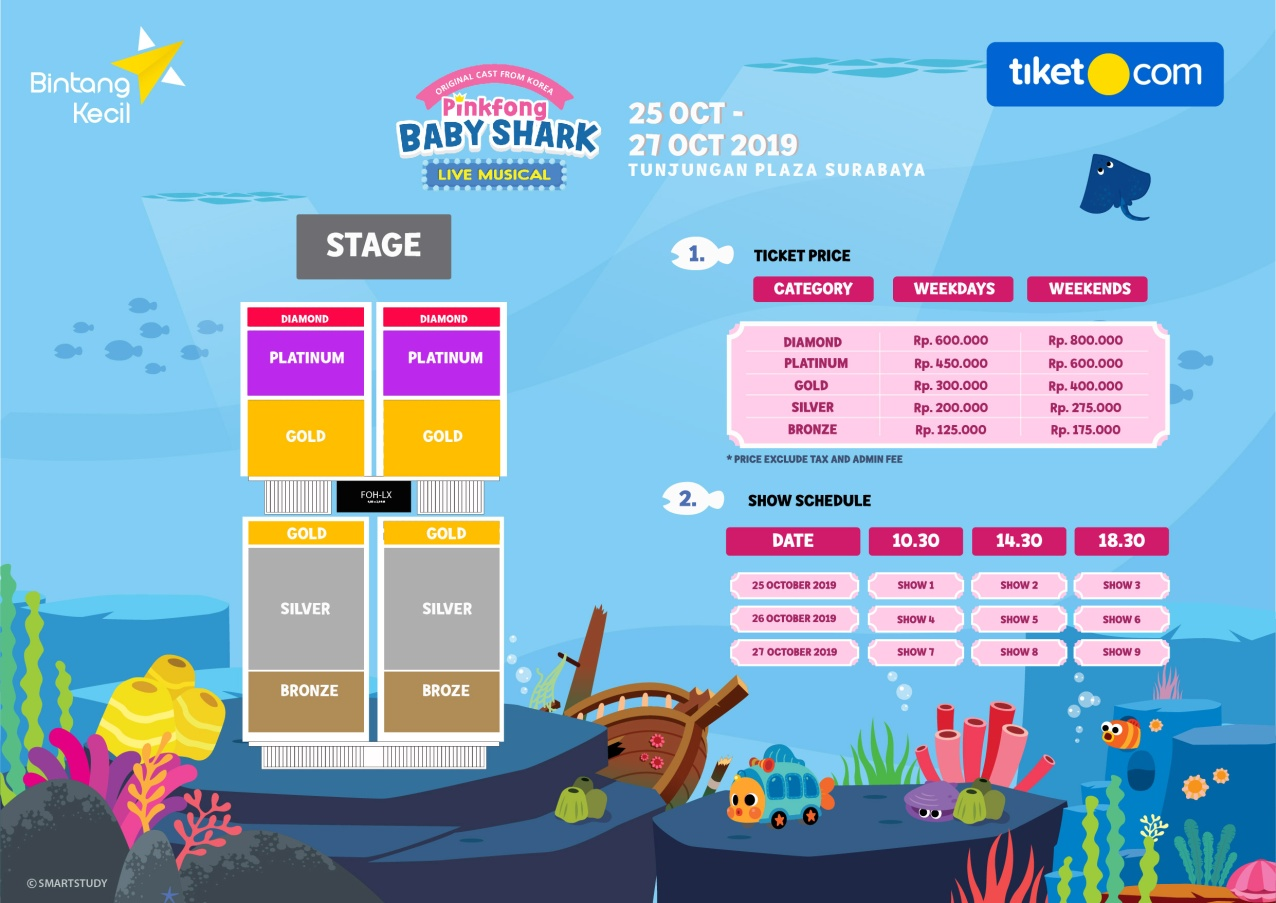 Bintang
Kecil
ORIGINAL CAST FROM KOREA
Pinkfong
BABY SHARK
LIVE MUSICAL
25 OCT -
27 OCT 2019
TUNJUNGAN PLAZA SURABAYA
tiket com
STAGE
DIAMOND DIAMOND
PLATINUM PLATINUM
GOLD GOLD
FOH-LX
GOLD GOLD
SILVER SILVER
BRONZE BROZE
1. TICKET PRICE
CATEGORY WEEKDAYS WEEKENDS
DIAMOND Rp. 600.000 Rp. 800.000
PLATINUM Rp. 450.000 Rp. 600.000
GOLD Rp. 300.000 Rp. 400.000
SILVER Rp. 200.000 Rp. 275.000
BRONZE Rp. 125.000 Rp. 175.000
* PRICE EXCLUDE TAX AND ADMIN FEE
2. SHOW SCHEDULE
DATE 10.30 14.30 18.30
25 OCTOBER 2019 SHOW 1 SHOW 2 SHOW 3
26 OCTOBER 2019 SHOW 4 SHOW 5 SHOW 6
27 OCTOBER 2019 SHOW 7 SHOW 8 SHOW 9
© SMARTSTUDY